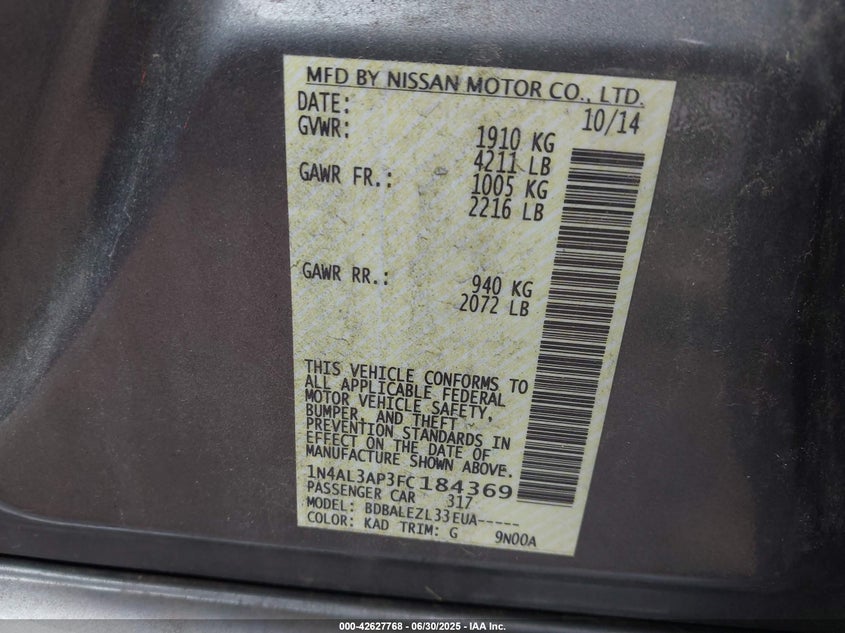 MFD BY NISSAN MOTOR CO., LTD.
DATE: 10/14
GVWR: 1910 KG
4211 LB
GAWR FR.: 1005 KG
2216 LB
GAWR RR.: 940 KG
2072 LB
THIS VEHICLE CONFORMS TO
ALL APPLICABLE FEDERAL
MOTOR VEHICLE SAFETY,
BUMPER, AND THEFT
PREVENTION STANDARDS IN
EFFECT ON THE DATE OF
MANUFACTURE SHOWN ABOVE.
1N4AL3AP3FC184369
PASSENGER CAR 317
MODEL: BDBALEZL33EUA-----
COLOR: KAD TRIM: G 9N00A
000-42627768 - 06/30/2025 - IAA Inc.